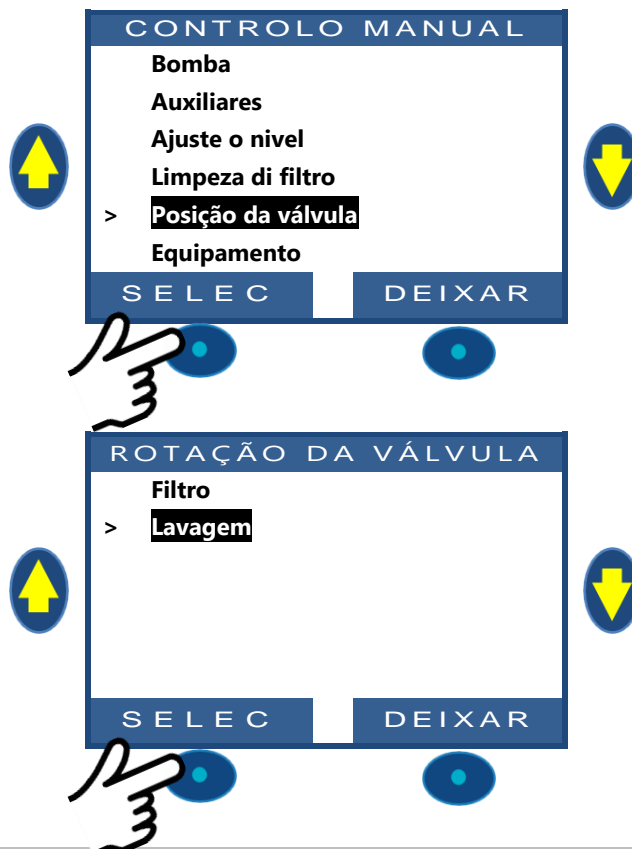 CONTROLO MANUAL
Bomba
Auxiliares
Ajuste o nivel
Limpeza di filtro
> Posição da válvula
Equipamento
SELEC DEIXAR
ROTAÇÃO DA VÁLVULA
Filtro
> Lavagem
SELEC DEIXAR